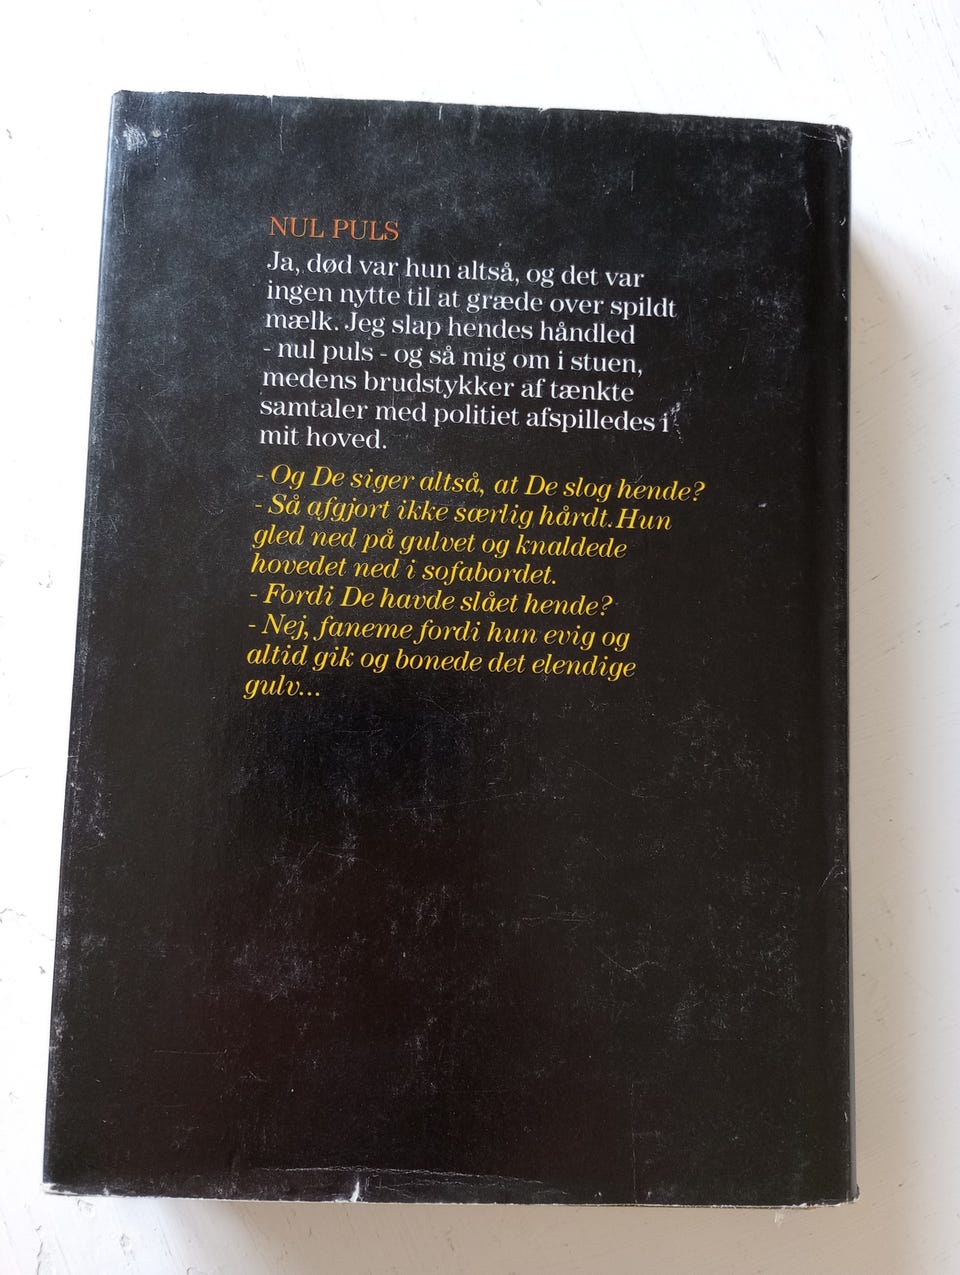 NUL PULS
Ja, død var hun altså, og det var
ingen nytte til at græde over spildt
mælk. Jeg slap hendes håndled
- nul puls - og så mig om i stuen,
medens brudstykker af tænkte
samtaler med politiet afspilledes i
mit hoved.
- Og De siger altså, at De slog hende?
- Så afgjort ikke særlig hårdt. Hun
gled ned på gulvet og knaldede
hovedet ned i sofabordet.
- Fordi De havde slået hende?
- Nej, faneme fordi hun evig og
altid gik og bonede det elendige
gulv...